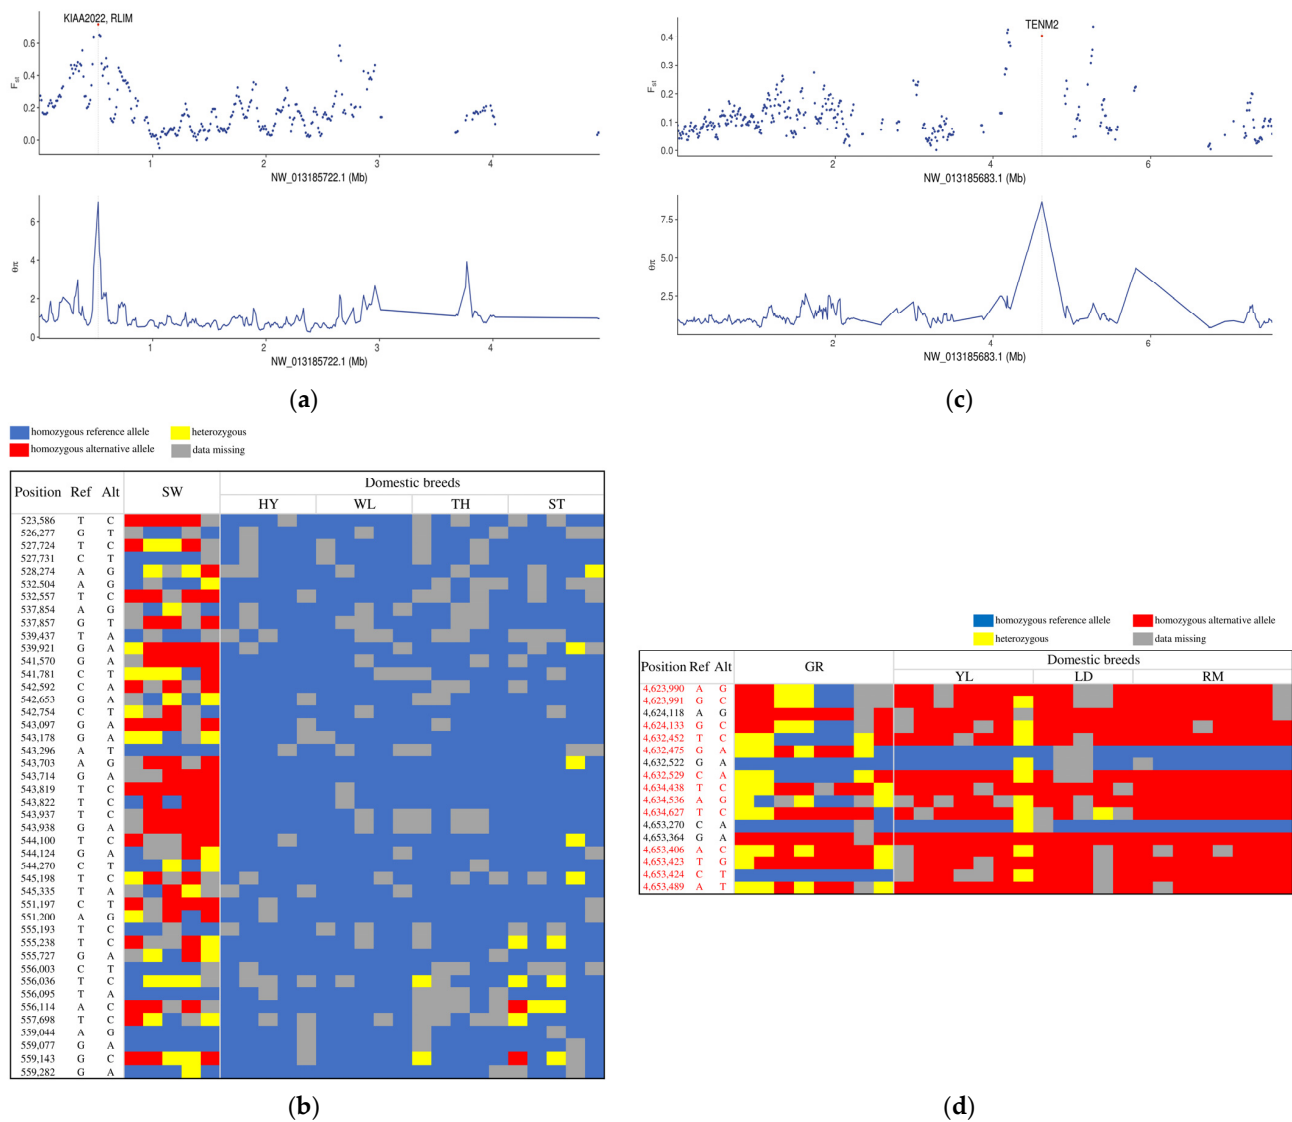 KIAA2022, RLIM
0.6
0.4
0.2
0.0
Fst
1 2 3 4
NW_013185722.1 (Mb)
6
4
2
0
θπ
1 2 3 4
NW_013185722.1 (Mb)
(a)
TENM2
0.4
0.3
0.2
0.1
0.0
Fst
2 4 6
NW_013185683.1 (Mb)
7.5
5.0
2.5
θπ
2 4 6
NW_013185683.1 (Mb)
(c)
homozygous reference allele heterozygous
homozygous alternative allele data missing
Position Ref Alt SW Domestic breeds
HY WL TH ST
523,586 T C
526,277 G T
527,724 T C
527,731 C T
528,274 A G
532,504 A G
532,557 T C
537,854 A G
537,857 G T
539,437 T A
539,921 G A
541,570 G A
541,781 C T
542,592 C A
542,653 G A
542,754 C T
543,097 G A
543,178 G A
543,296 A T
543,703 A G
543,714 G A
543,819 T C
543,822 T C
543,937 T C
543,938 G A
544,100 T C
544,124 G A
544,270 C T
545,198 T C
545,335 T A
551,197 C T
551,200 A G
555,193 T C
555,238 T C
555,727 G A
556,003 C T
556,036 T C
556,095 T A
556,114 A C
557,698 T C
559,044 A G
559,077 G A
559,143 G C
559,282 G A
(b)
homozygous reference allele homozygous alternative allele
heterozygous data missing
Position Ref Alt GR Domestic breeds
YL LD RM
4,623,990 A G
4,623,991 G C
4,624,118 A G
4,624,133 G C
4,632,452 T C
4,632,475 G A
4,632,522 G A
4,632,529 C A
4,634,438 T C
4,634,536 A G
4,634,627 T C
4,653,270 C A
4,653,364 G A
4,653,406 A C
4,653,423 T G
4,653,424 C T
4,653,489 A T
(d)